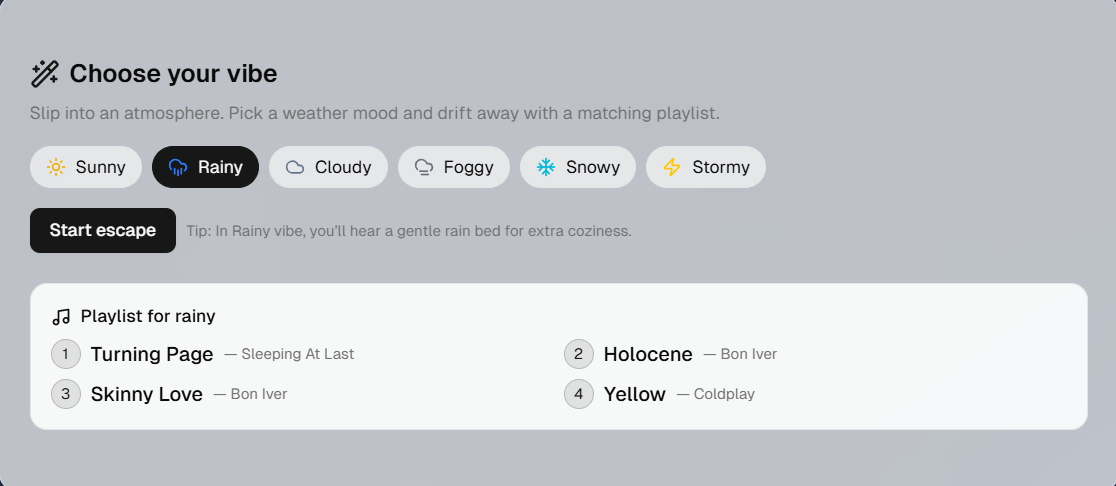 Choose your vibe
Slip into an atmosphere. Pick a weather mood and drift away with a matching playlist.
Sunny Rainy Cloudy Foggy Snowy Stormy
Start escape Tip: In Rainy vibe, you’ll hear a gentle rain bed for extra coziness.
Playlist for rainy
1 Turning Page — Sleeping At Last 2 Holocene — Bon Iver
3 Skinny Love — Bon Iver 4 Yellow — Coldplay